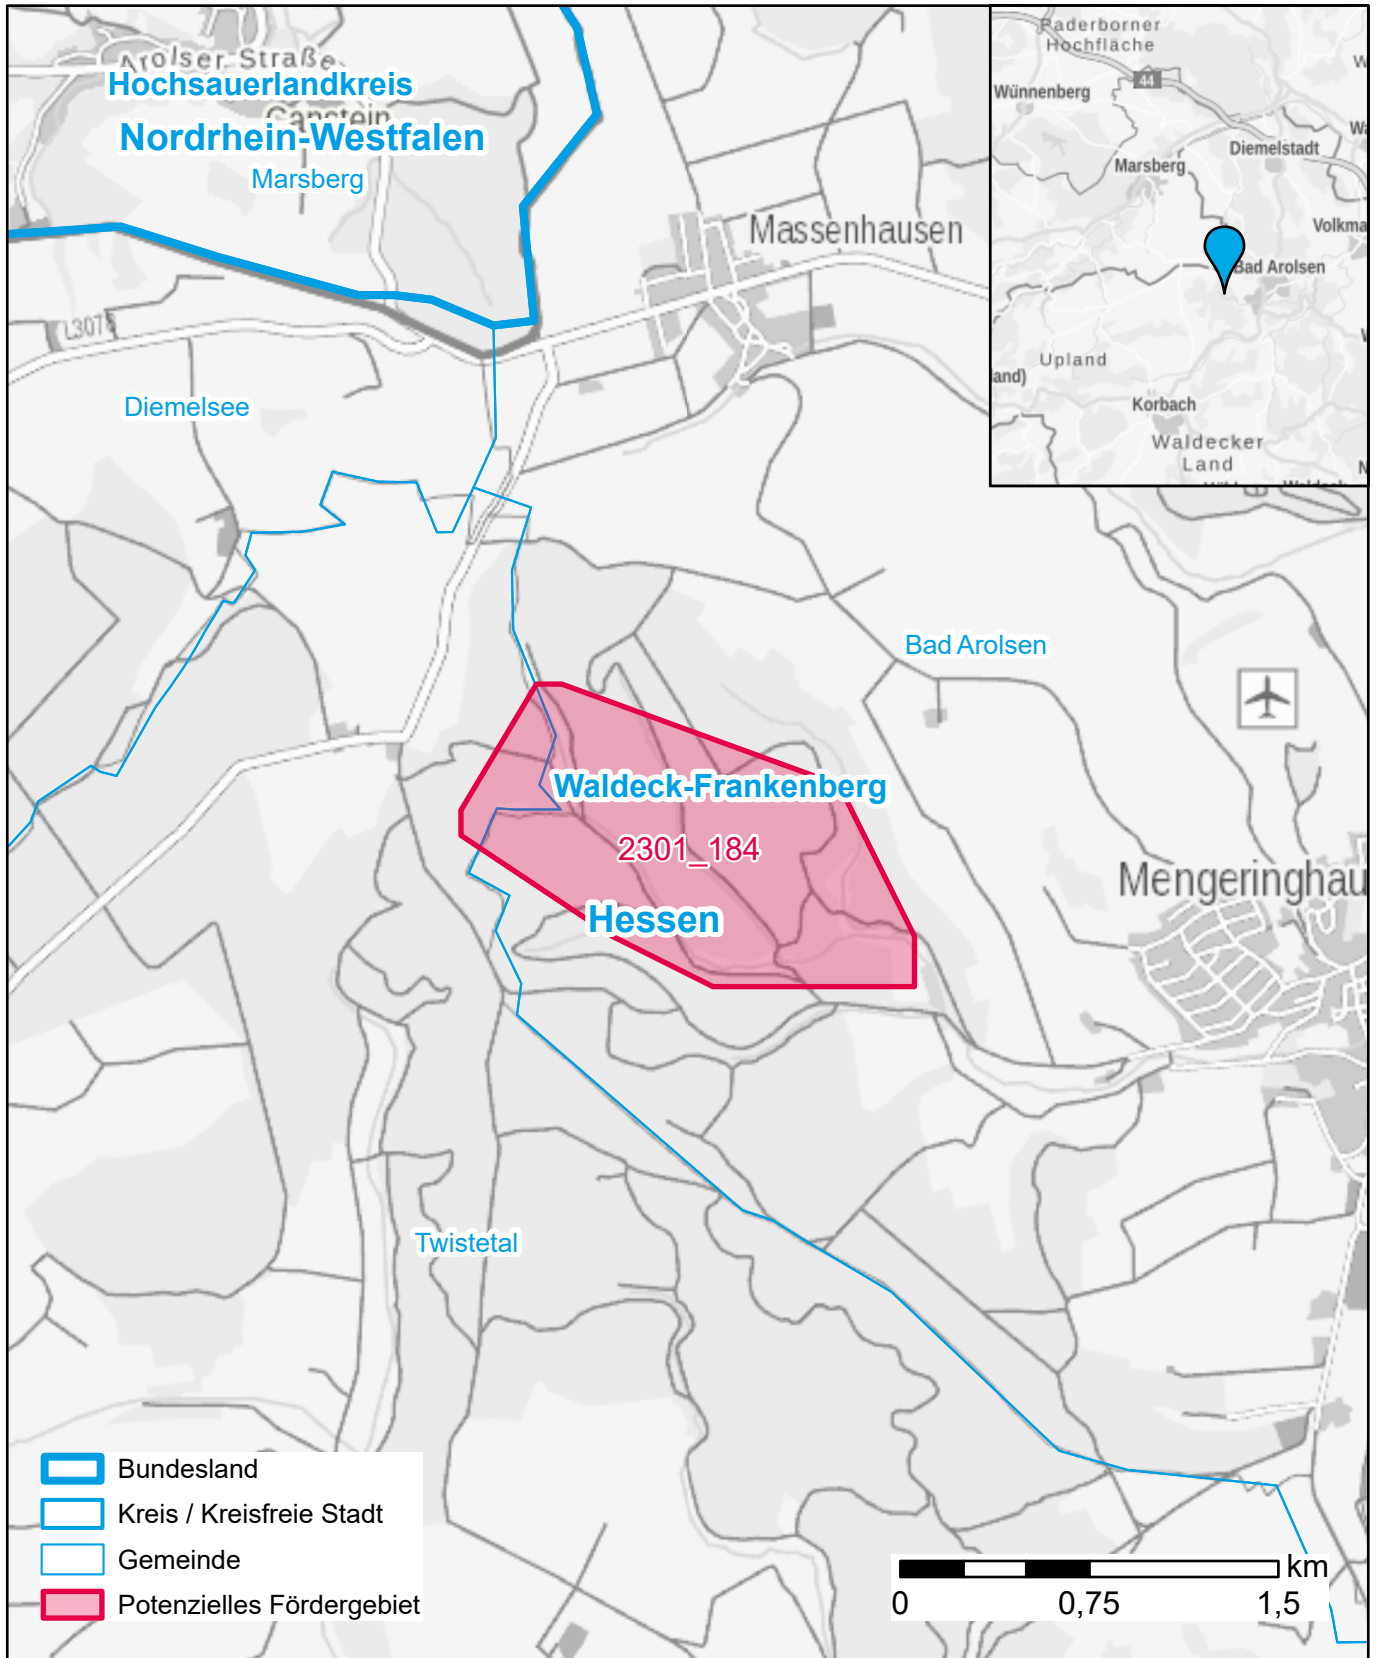 Arolser Straße
Hochsauerlandkreis
Canstein
Nordrhein-Westfalen
Marsberg
Massenhausen
L3078
Diemelsee
Bad Arolsen
Waldeck-Frankenberg
2301_184
Hessen
Mengeringhau
Twistetal
Paderborner
Hochfläche
44
Wünnenberg
Diemelstadt
Marsberg
Volkma
Bad Arolsen
Upland
land)
Korbach
Waldecker
Land
Bundesland
Kreis / Kreisfreie Stadt
Gemeinde
Potenzielles Fördergebiet
km
0 0,75 1,5